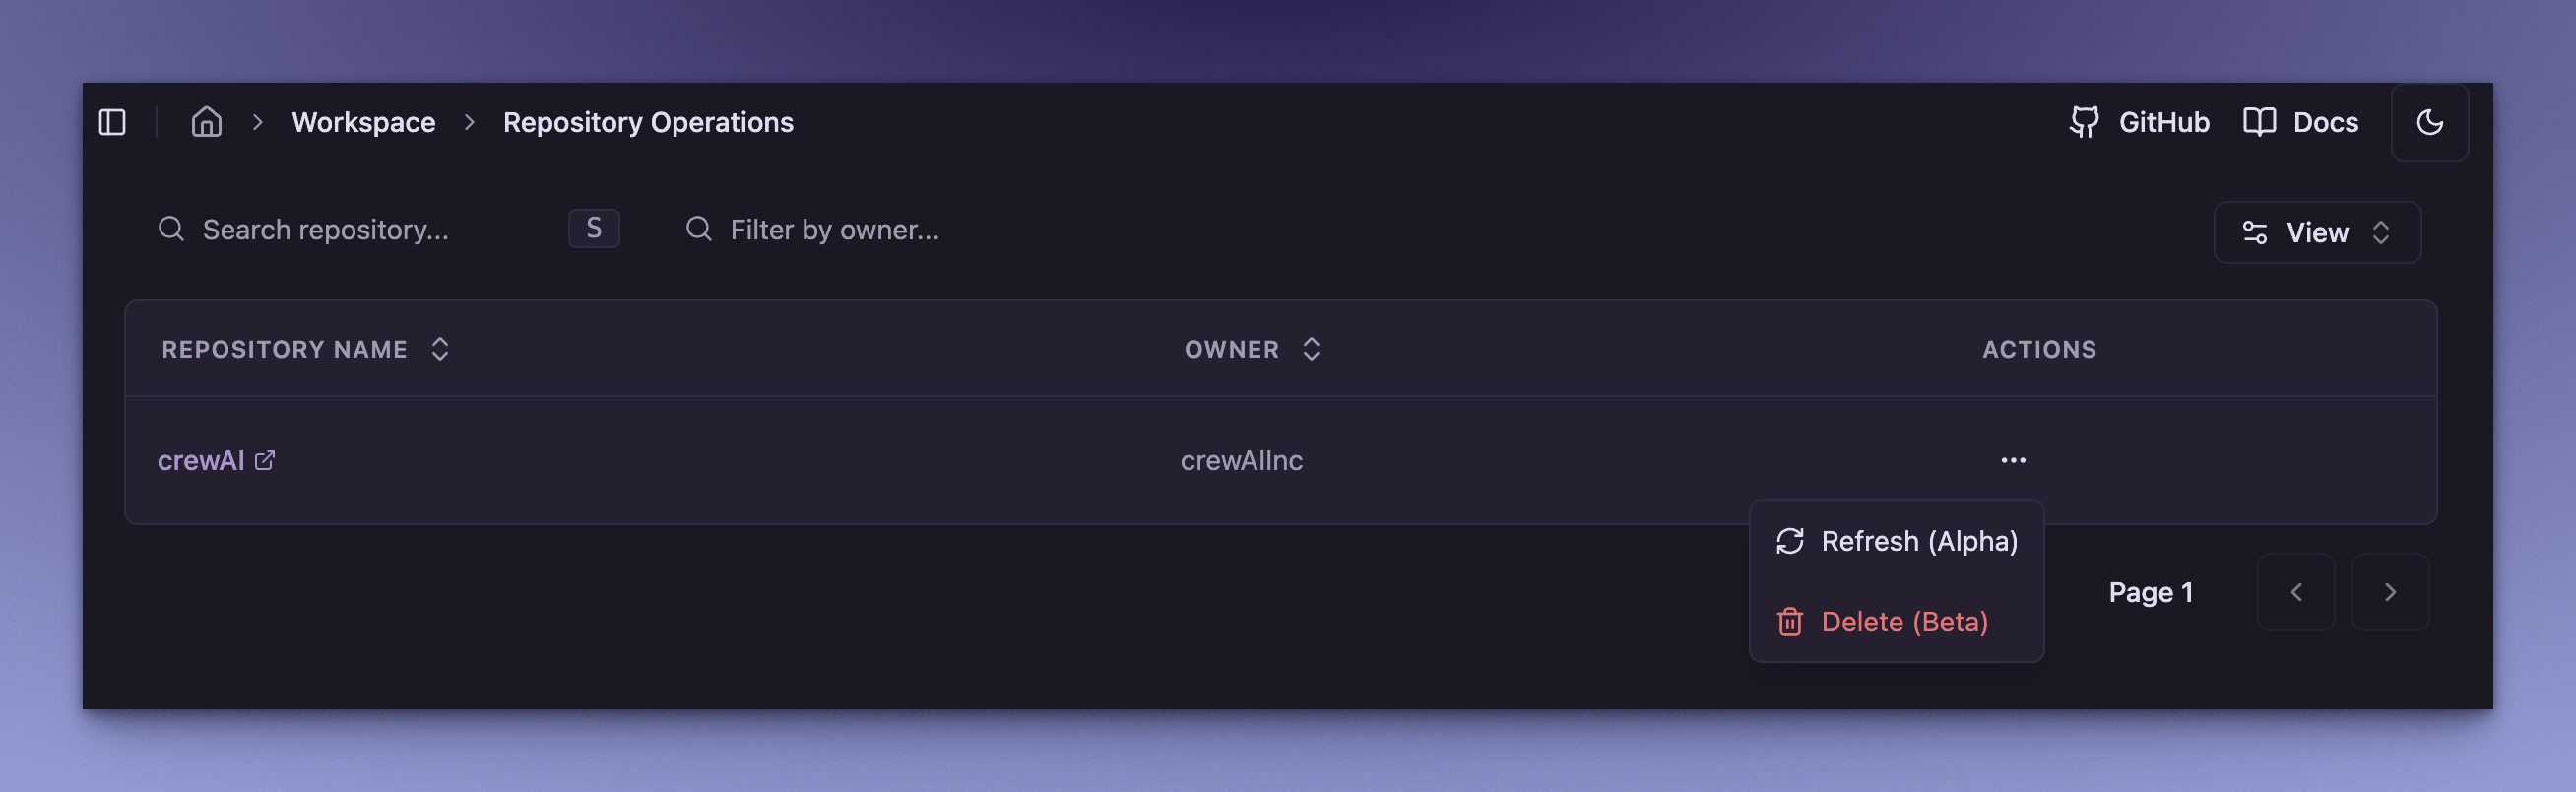 Workspace > Repository Operations GitHub Docs
Search repository... S Filter by owner... View
REPOSITORY NAME OWNER ACTIONS
crewAI crewAIInc ...
Refresh (Alpha)
Page 1
Delete (Beta)